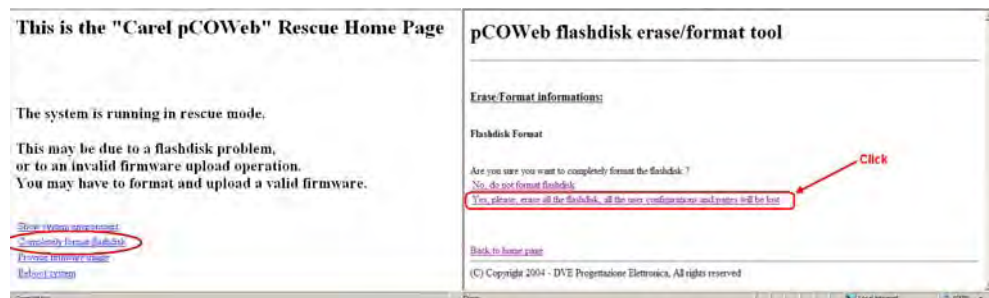 This is the "Carel pCOWeb" Rescue Home Page
The system is running in rescue mode.
This may be due to a flashdisk problem,
or to an invalid firmware upload operation.
You may have to format and upload a valid firmware.
Show system environment
Completely format flashdisk
Reboot system
pCOWeb flashdisk erase/format tool
Erase/Format informations:
Flashdisk Format
Are you sure you want to completely format the flashdisk ?
No, do not format flashdisk
Yes, please, erase all the flashdisk, all the user configurations and pages will be lost
Click
Back to home page
(C) Copyright 2004 - DVE Progettazione Elettronica, All rights reserved